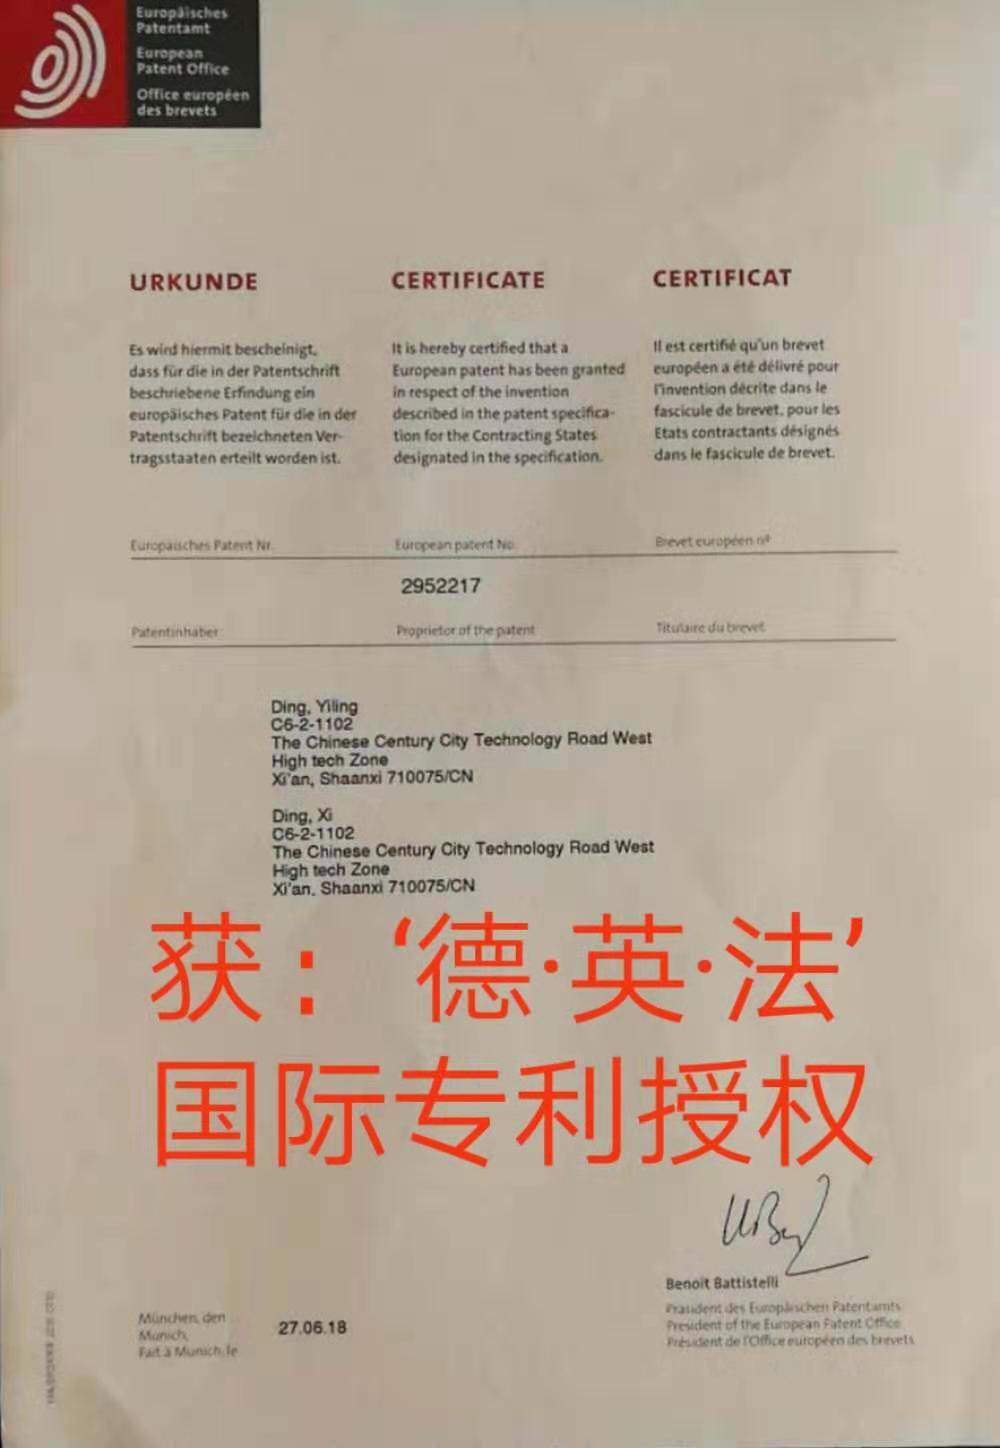 Europäisches
Patentamt
European
Patent Office
Office européen
des brevets
URKUNDE
Es wird hiermit bescheinigt,
dass für die in der Patentschrift
beschriebene Erfindung ein
europäisches Patent für die in der
Patentschrift bezeichneten Ver-
tragsstaaten erteilt worden ist.
CERTIFICATE
It is hereby certified that a
European patent has been granted
in respect of the invention
described in the patent specifica-
tion for the Contracting States
designated in the specification.
CERTIFICAT
Il est certifié qu'un brevet
européen a été délivré pour
l'invention décrite dans le
fascicule de brevet, pour les
Etats contractants désignés
dans le fascicule de brevet.
Europäisches Patent Nr.
European patent No.
Brevet européen nº
2952217
Patentinhaber
Proprietor of the patent
Titulaire du brevet
Ding, Yiling
C6-2-1102
The Chinese Century City Technology Road West
High tech Zone
Xi'an, Shaanxi 710075/CN
Ding, Xi
C6-2-1102
The Chinese Century City Technology Road West
High tech Zone
Xi'an, Shaanxi 710075/CN
获：‘德·英·法’
国际专利授权
Benoît Battistelli
Präsident des Europäischen Patentamts
President of the European Patent Office
Président de l'Office européen des brevets
München, den
Munich,
Fait à Munich, le
27.06.18